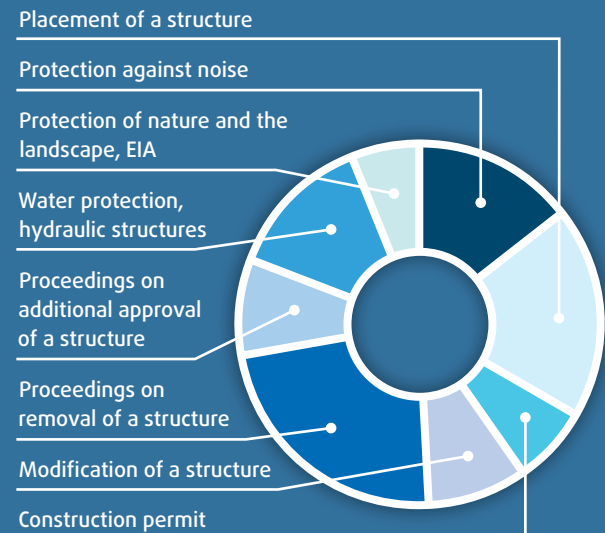 Placement of a structure
Protection against noise
Protection of nature and the
landscape, EIA
Water protection,
hydraulic structures
Proceedings on
additional approval
of a structure
Proceedings on
removal of a structure
Modification of a structure
Construction permit